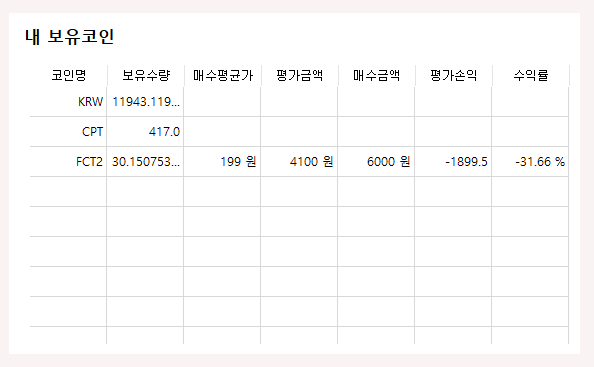 내 보유코인
코인명 보유수량 매수평균가 평가금액 매수금액 평가손익 수익률
KRW 11943.119...
CPT 417.0
FCT2 30.150753... 199 원 4100 원 6000 원 -1899.5 -31.66 %